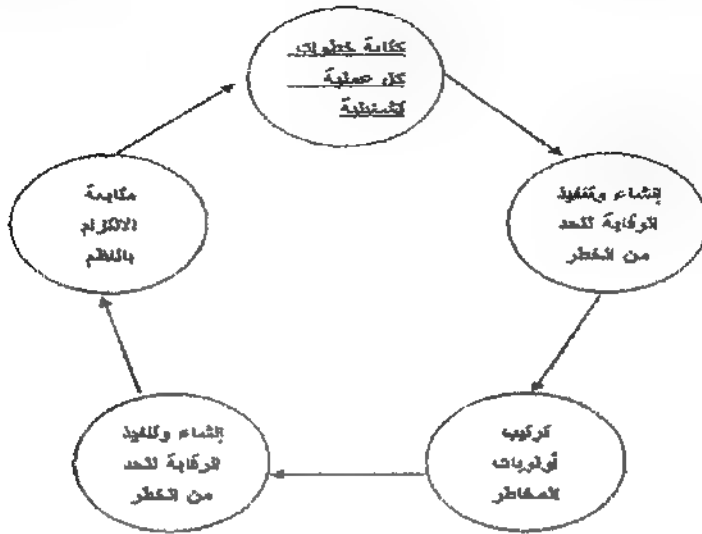 كتابة خطوات
كل عملية
تشغيلية
إنشاء وتنفيذ
الرقابة للحد
من الخطر
ترتيب
أولويات
المخاطر
إنشاء وتنفيذ
الرقابة للحد
من الخطر
متابعة
الالتزام
بالنظم